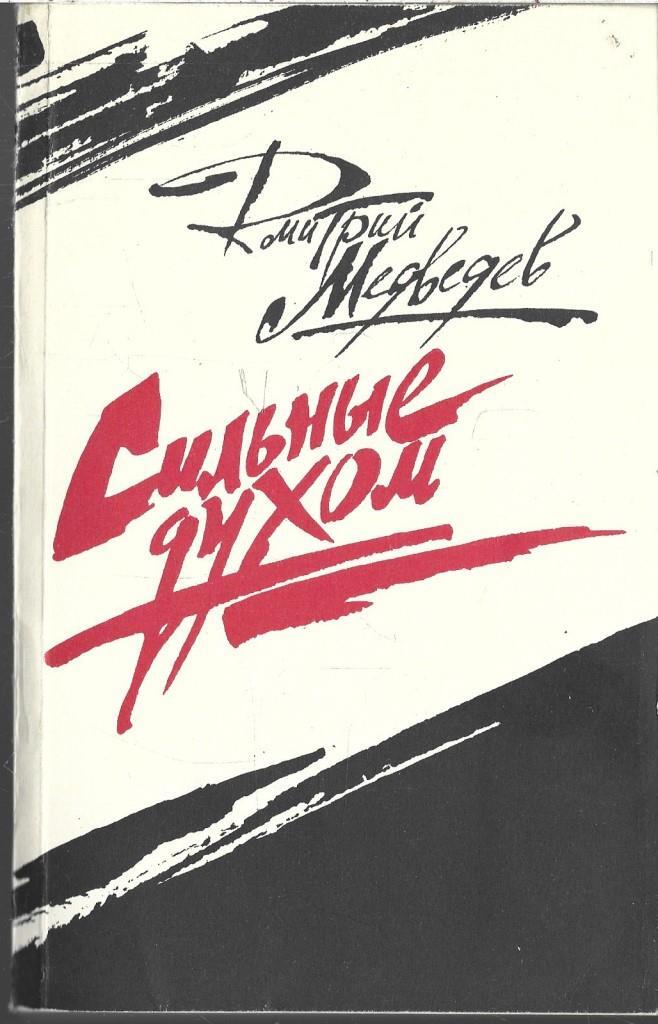 Дмитрий
Медведев
Сильные
духом